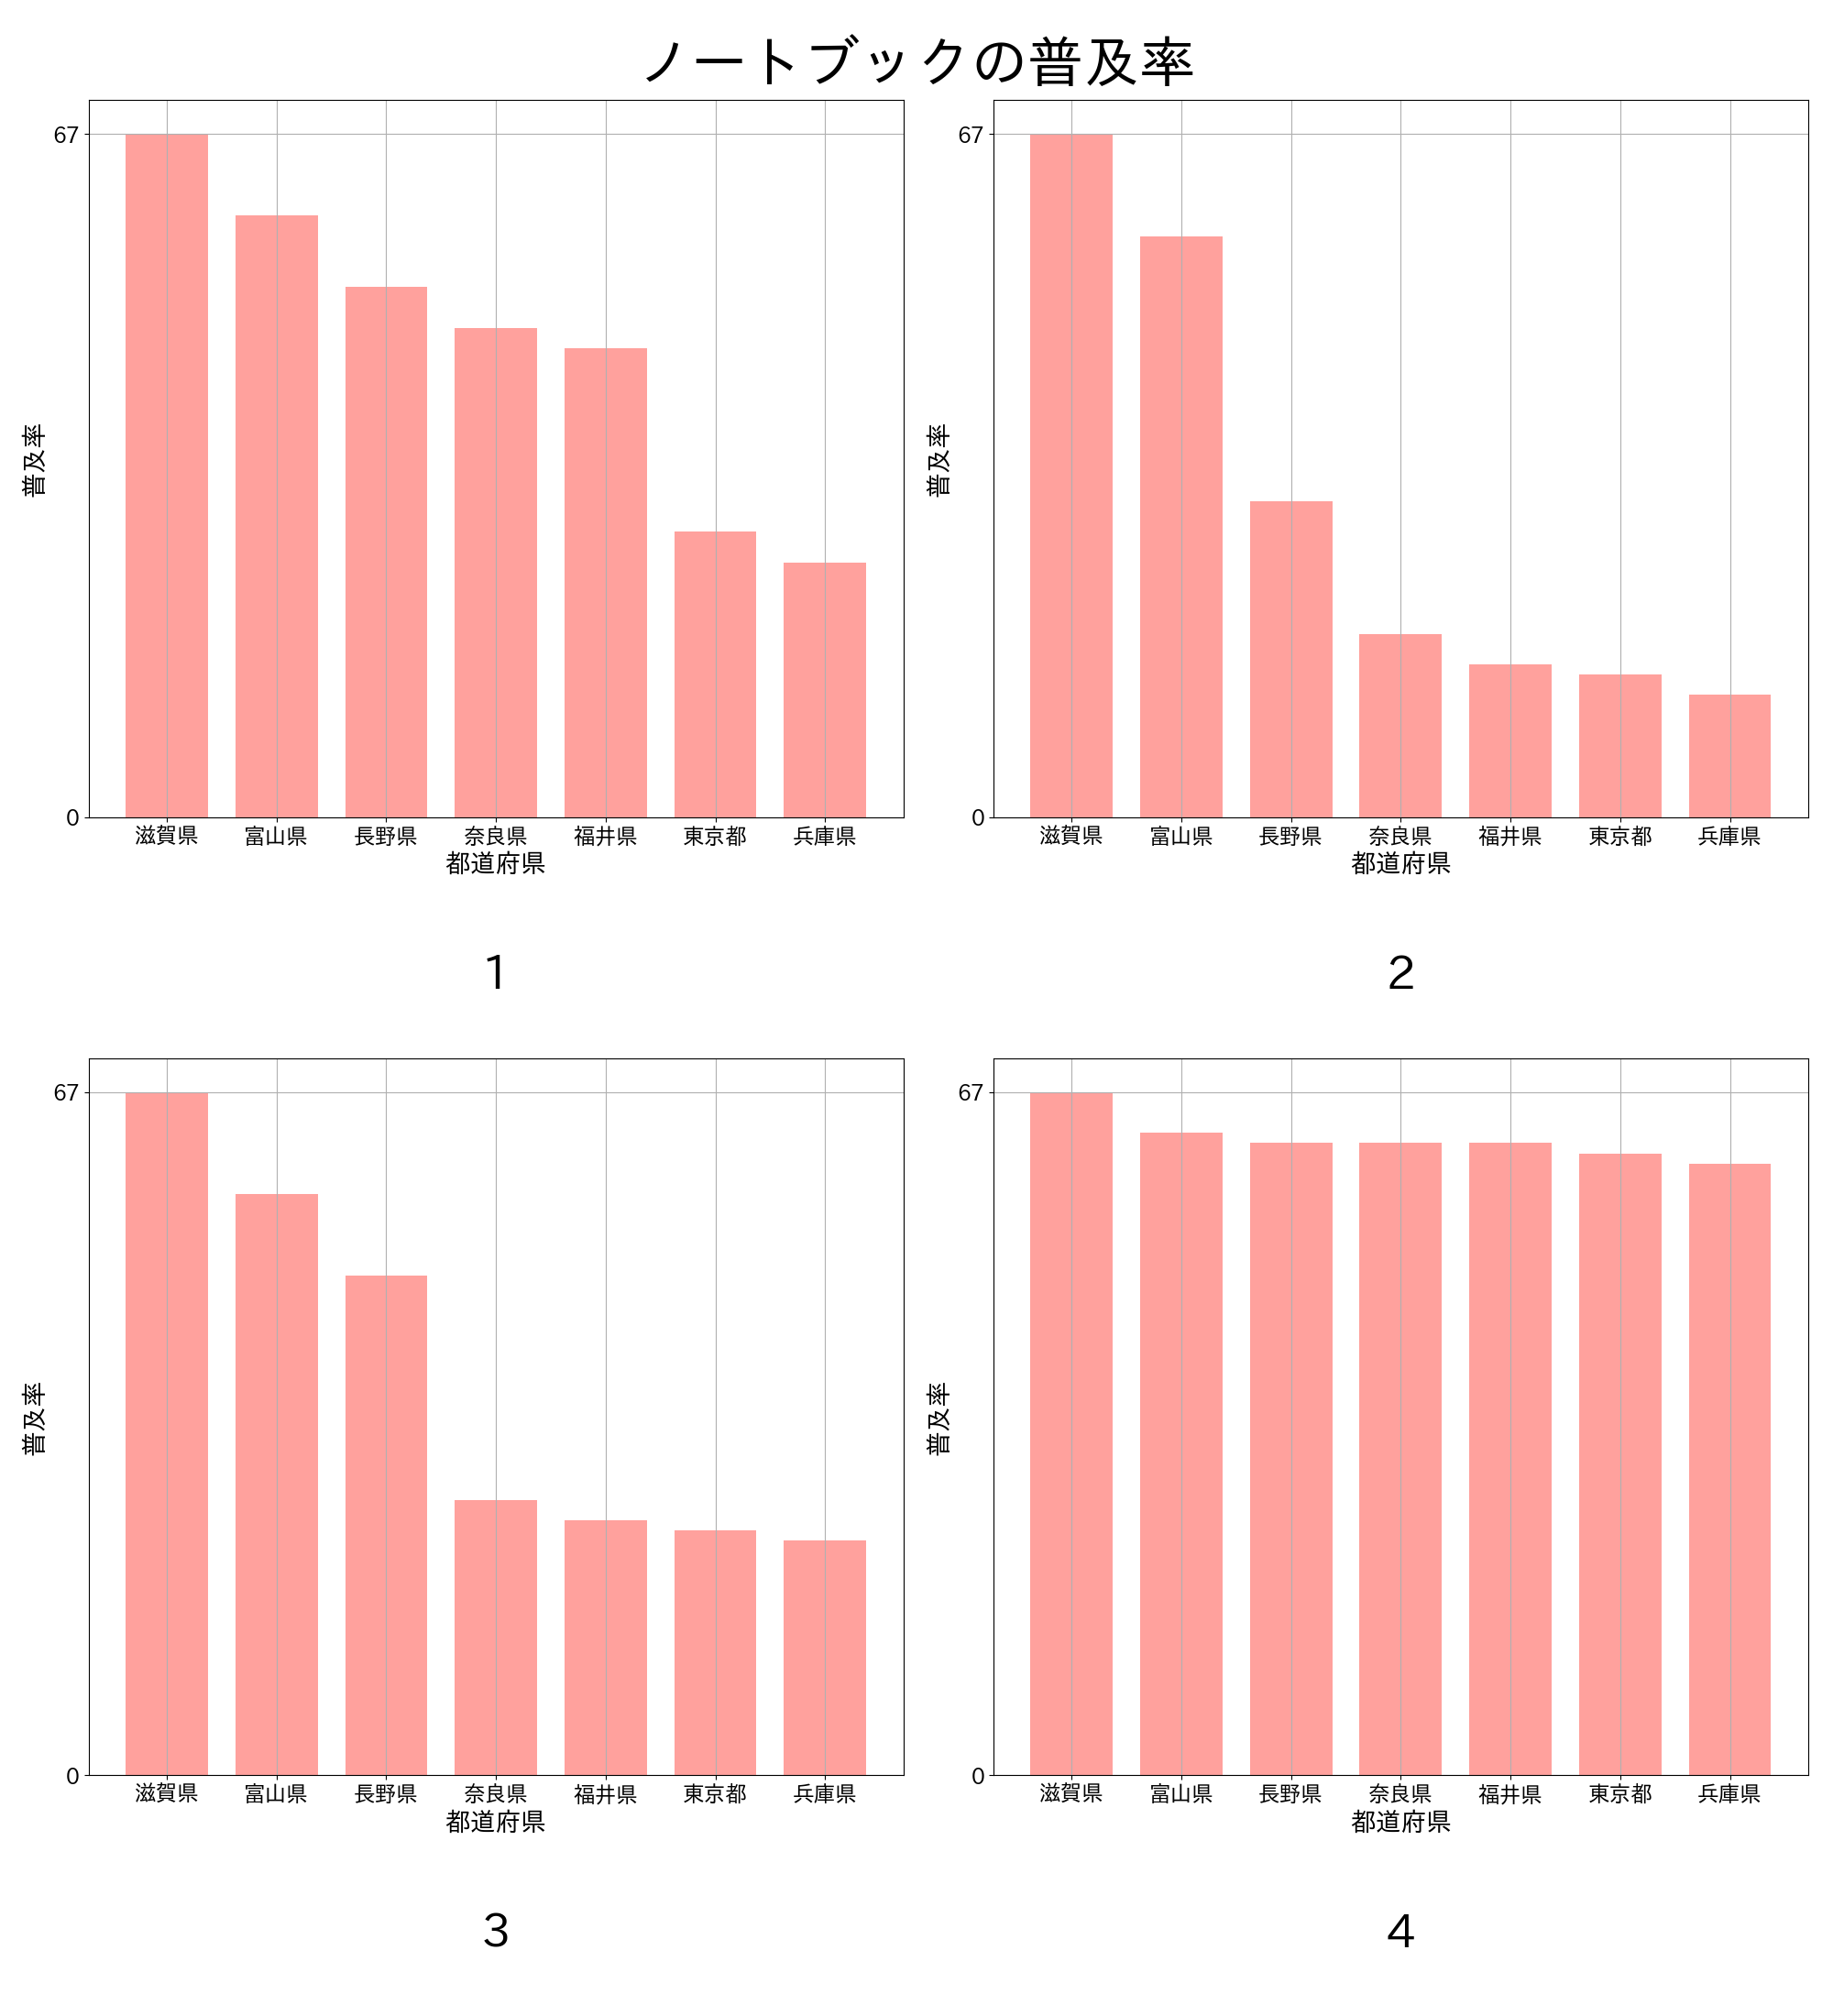 ノートブックの普及率
67
0
普及率
滋賀県 富山県 長野県 奈良県 福井県 東京都 兵庫県
都道府県
1
67
0
普及率
滋賀県 富山県 長野県 奈良県 福井県 東京都 兵庫県
都道府県
2
67
0
普及率
滋賀県 富山県 長野県 奈良県 福井県 東京都 兵庫県
都道府県
3
67
0
普及率
滋賀県 富山県 長野県 奈良県 福井県 東京都 兵庫県
都道府県
4